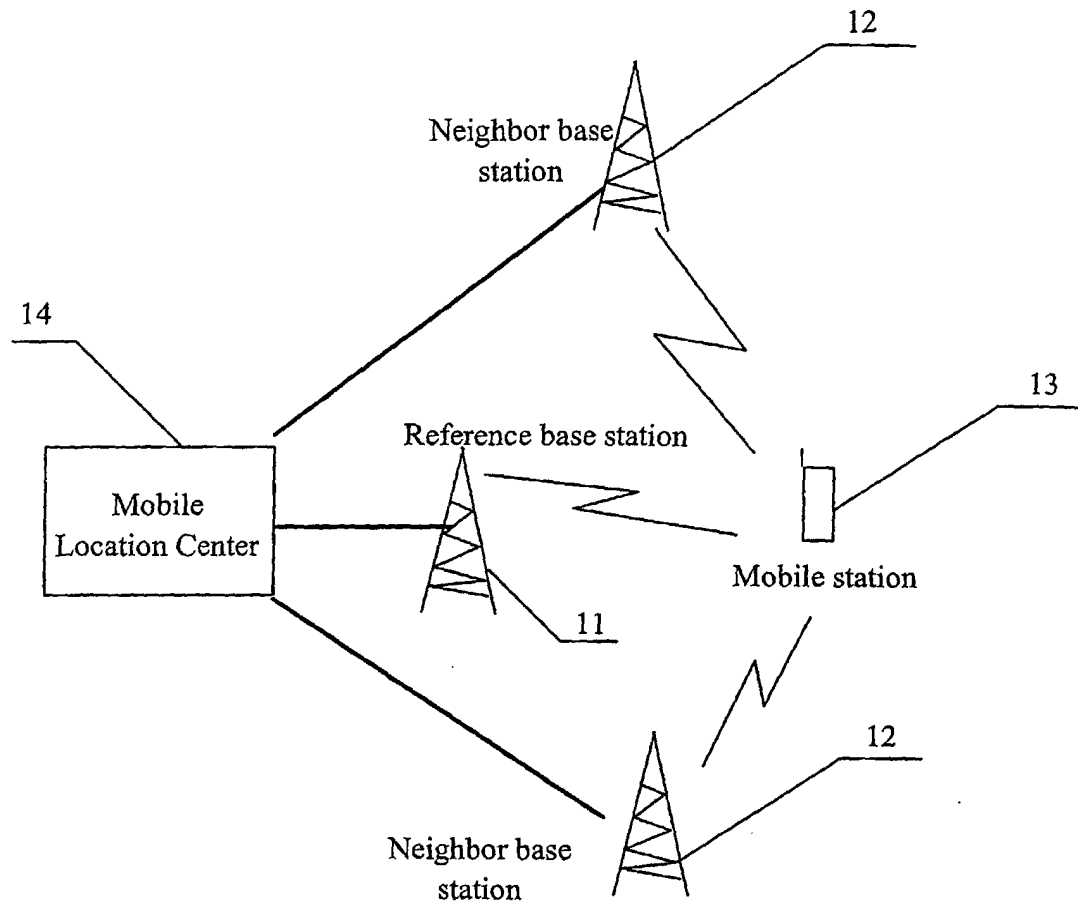 12
Neighbor base
station
14
13
Reference base station
Mobile
Location Center
Mobile station
11
12
Neighbor base
station